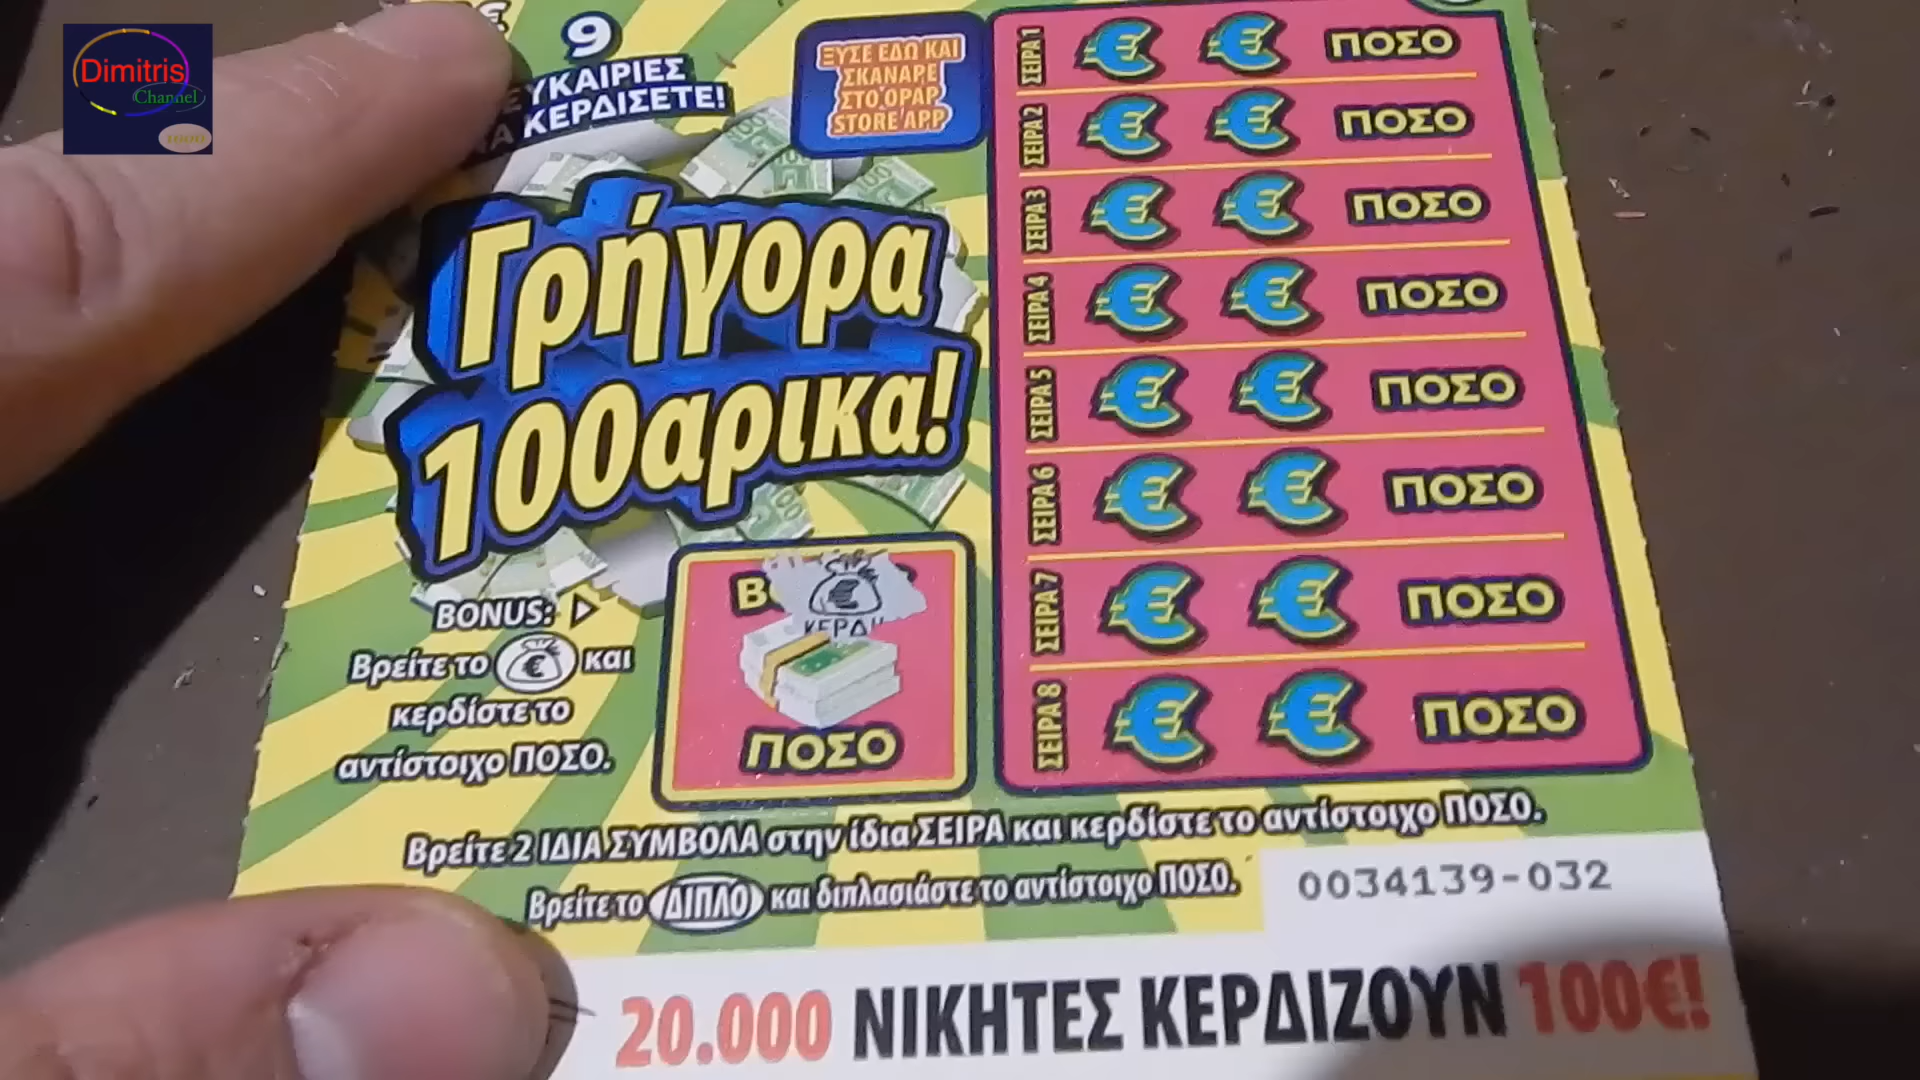 Dimitris
Channel
€
9
ΕΥΚΑΙΡΙΕΣ
ΝΑ ΚΕΡΔΙΣΕΤΕ!
ΞΥΣΕ ΕΔΩ ΚΑΙ
ΣΚΑΝΑΡΕ
ΣΤΟ OPAP
STORE APP
Γρήγορα
100αρικα!
ΣΕΙΡΑ 1 € € ΠΟΣΟ
ΣΕΙΡΑ 2 € € ΠΟΣΟ
ΣΕΙΡΑ 3 € € ΠΟΣΟ
ΣΕΙΡΑ 4 € € ΠΟΣΟ
ΣΕΙΡΑ 5 € € ΠΟΣΟ
ΣΕΙΡΑ 6 € € ΠΟΣΟ
ΣΕΙΡΑ 7 € € ΠΟΣΟ
ΣΕΙΡΑ 8 € € ΠΟΣΟ
BONUS:
Βρείτε το € και
κερδίστε το
αντίστοιχο ΠΟΣΟ.
€
ΠΟΣΟ
Βρείτε 2 ΙΔΙΑ ΣΥΜΒΟΛΑ στην ίδια ΣΕΙΡΑ και κερδίστε το αντίστοιχο ΠΟΣΟ.
Βρείτε το ΔΙΠΛΟ και διπλασιάστε το αντίστοιχο ΠΟΣΟ.
0034139-032
20.000 ΝΙΚΗΤΕΣ ΚΕΡΔΙΖΟΥΝ 100€!